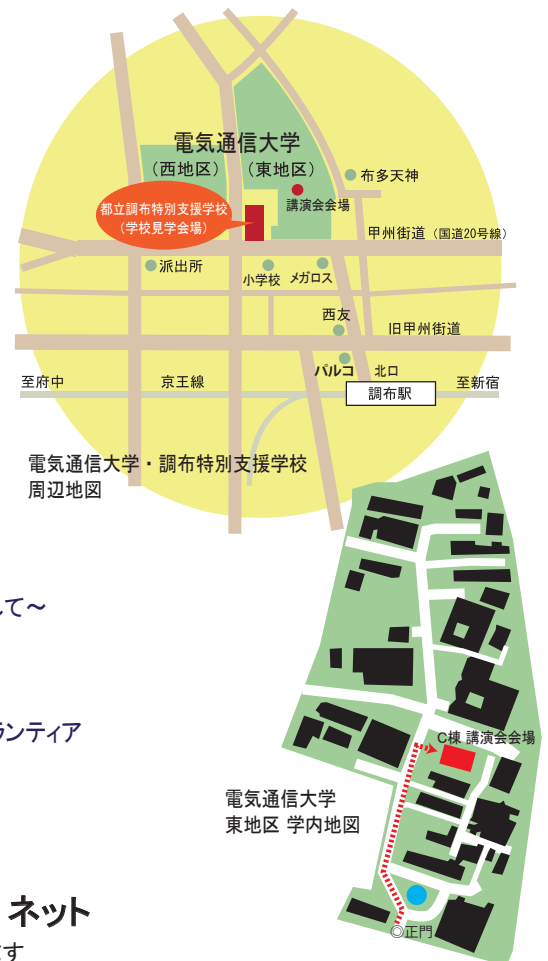 電気通信大学
（西地区）（東地区）
布多天神
講演会会場
都立調布特別支援学校
（学校見学会場）
甲州街道（国道20号線）
派出所
小学校
メガロス
西友
旧甲州街道
パルコ
北口
至府中
京王線
調布駅
至新宿
電気通信大学・調布特別支援学校
周辺地図
して〜
ランティア
C棟 講演会会場
電気通信大学
東地区 学内地図
ネット
◎正門
す